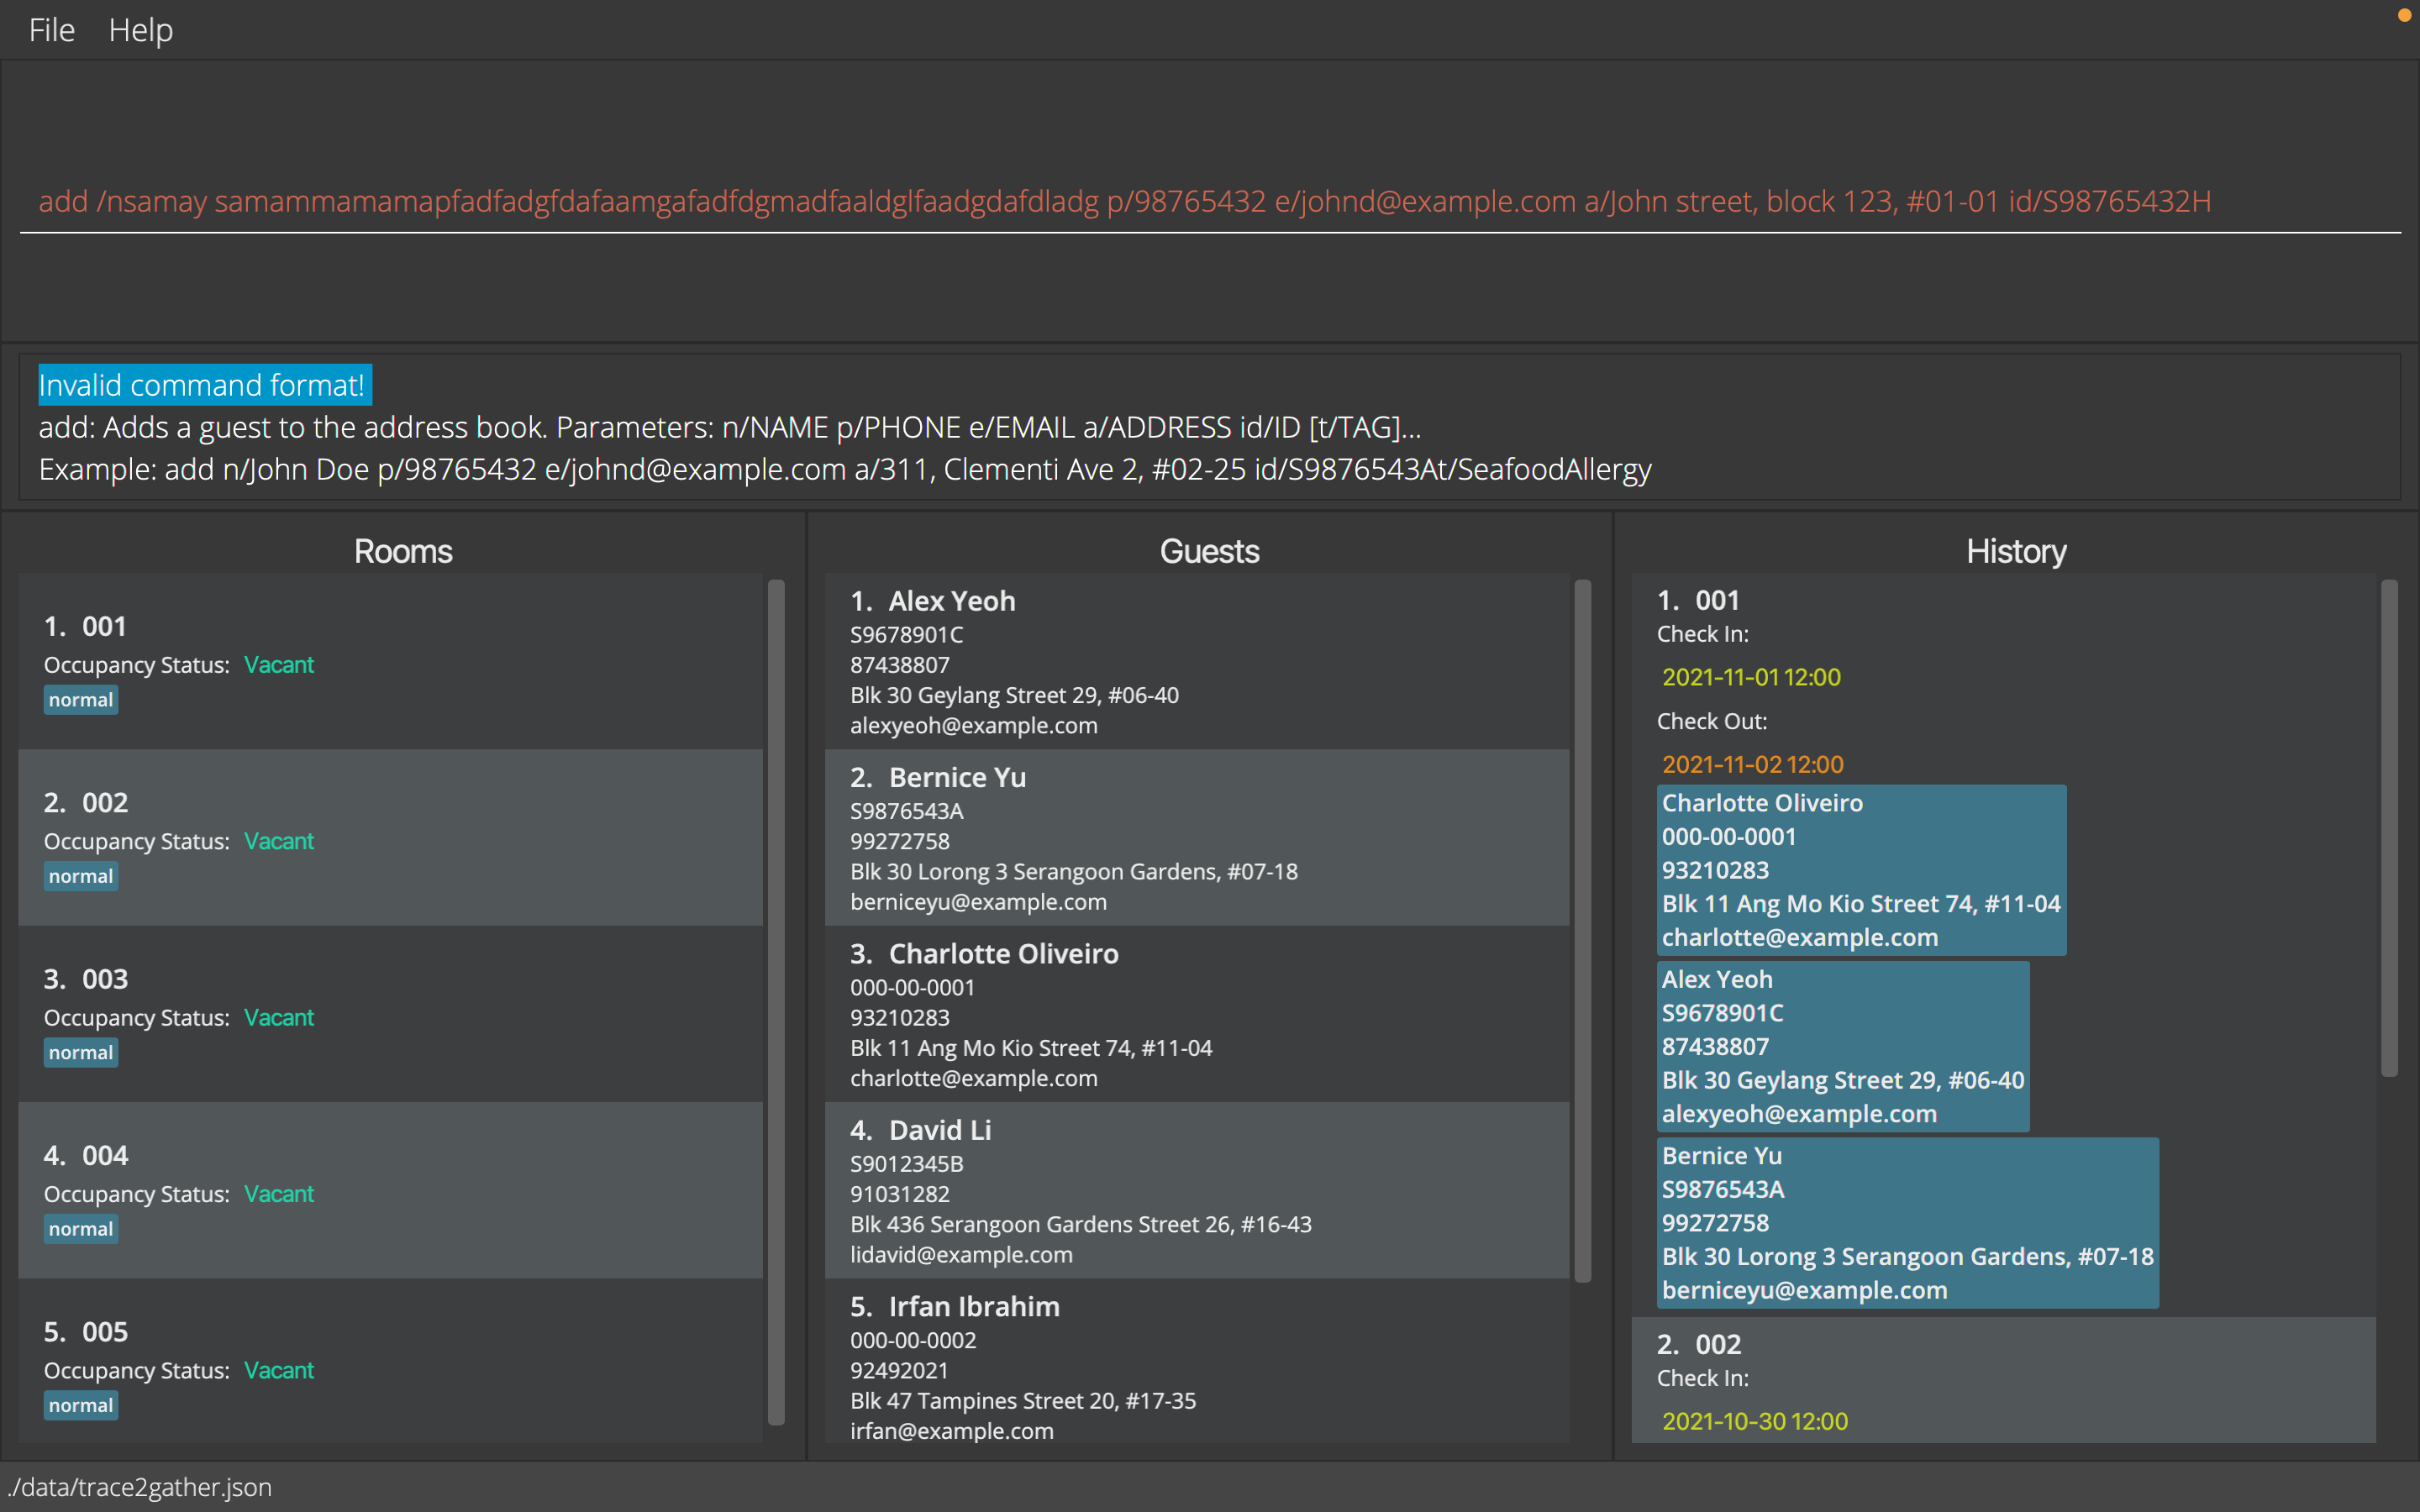 File Help
add /nsamay samammamamapfadfadgfdafaamgafadfdgmadfaaldglfaadgdafdladg p/98765432 e/johnd@example.com a/John street, block 123, #01-01 id/S98765432H
Invalid command format!
add: Adds a guest to the address book. Parameters: n/NAME p/PHONE e/EMAIL a/ADDRESS id/ID [t/TAG]...
Example: add n/John Doe p/98765432 e/johnd@example.com a/311, Clementi Ave 2, #02-25 id/S9876543At/SeafoodAllergy
Rooms
1. 001
Occupancy Status: Vacant
normal
2. 002
Occupancy Status: Vacant
normal
3. 003
Occupancy Status: Vacant
normal
4. 004
Occupancy Status: Vacant
normal
5. 005
Occupancy Status: Vacant
normal
Guests
1. Alex Yeoh
S9678901C
87438807
Blk 30 Geylang Street 29, #06-40
alexyeoh@example.com
2. Bernice Yu
S9876543A
99272758
Blk 30 Lorong 3 Serangoon Gardens, #07-18
berniceyu@example.com
3. Charlotte Oliveiro
000-00-0001
93210283
Blk 11 Ang Mo Kio Street 74, #11-04
charlotte@example.com
4. David Li
S9012345B
91031282
Blk 436 Serangoon Gardens Street 26, #16-43
lidavid@example.com
5. Irfan Ibrahim
000-00-0002
92492021
Blk 47 Tampines Street 20, #17-35
irfan@example.com
History
1. 001
Check In:
2021-11-01 12:00
Check Out:
2021-11-02 12:00
Charlotte Oliveiro
000-00-0001
93210283
Blk 11 Ang Mo Kio Street 74, #11-04
charlotte@example.com
Alex Yeoh
S9678901C
87438807
Blk 30 Geylang Street 29, #06-40
alexyeoh@example.com
Bernice Yu
S9876543A
99272758
Blk 30 Lorong 3 Serangoon Gardens, #07-18
berniceyu@example.com
2. 002
Check In:
2021-10-30 12:00
./data/trace2gather.json